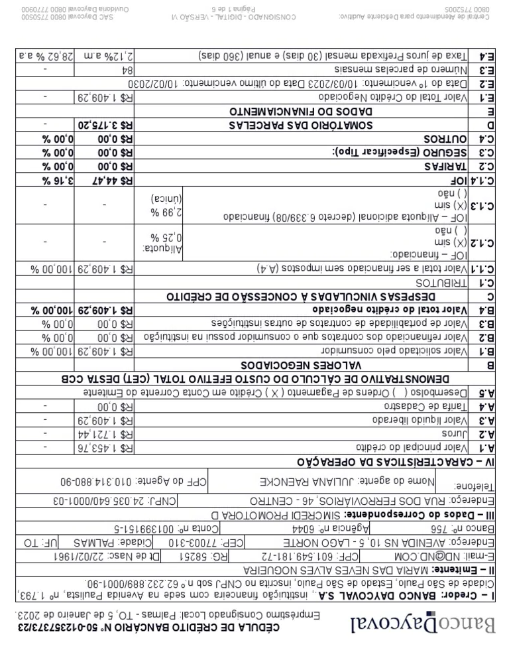 Banco Daycoval
CÉDULA DE CRÉDITO BANCÁRIO Nº 50-012357373/23
Empréstimo Consignado Local: Palmas - TO, 5 de Janeiro de 2023.
I – Credor: BANCO DAYCOVAL S.A., instituição financeira com sede na Avenida Paulista, nº 1.793,
Cidade de São Paulo, Estado de São Paulo, inscrita no CNPJ sob nº 62.232.889/0001-90
II – Emitente: MARIA DAS NEVES ALVES NOGUEIRA
E-mail: ND@ND.COM CPF: 601.549.181-72 RG: 58251 Dt de Nasc: 22/02/1961
Endereço: AVENIDA NS 10, 5 - LAGO NORTE CEP: 77003-310 Cidade: PALMAS UF: TO
Banco nº: 756 Agência nº: 6044 Conta nº: 001399151-5
III – Dados do Correspondente: SIMCREDI PROMOTORA D
Endereço: RUA DOS FERROVIÁRIOS, 46 - CENTRO CNPJ: 24.035.649/0001-03
Telefone: Nome do agente: JULIANA RAENCKE CPF do Agente: 010.314.880-90
IV – CARACTERÍSTICAS DA OPERAÇÃO
A.1 Valor principal do crédito R$ 1.453,76 -
A.2 Juros R$ 1.721,44 -
A.3 Valor líquido liberado R$ 1.409,29 -
A.4 Tarifa de Cadastro R$ 0,00 -
A.5 Desembolso ( ) Ordens de Pagamento ( X ) Crédito em Conta Corrente do Emitente
DEMONSTRATIVO DE CÁLCULO DO CUSTO EFETIVO TOTAL (CET) DESTA CCB
B VALORES NEGOCIADOS
B.1 Valor solicitado pelo consumidor R$ 1.409,29 100,00 %
B.2 Valor refinanciado dos contratos que o consumidor possui na instituição R$ 0,00 0,00 %
B.3 Valor de portabilidade de contratos de outras instituições R$ 0,00 0,00 %
B.4 Valor total do crédito negociado R$ 1.409,29 100,00 %
C DESPESAS VINCULADAS À CONCESSÃO DE CRÉDITO
C.1 TRIBUTOS
C.1.1 Valor total a ser financiado sem impostos (A.4) R$ 1.409,29 100,00 %
C.1.2 IOF – financiado: (X) sim ( ) não Alíquota: 0,25 % - -
C.1.3 IOF – Alíquota adicional (decreto 6.339/08) financiado (X) sim ( ) não 2,99 % (única) - -
C.1.4 IOF R$ 44,47 3,16 %
C.2 TARIFAS R$ 0,00 0,00 %
C.3 SEGURO (Especificar Tipo): R$ 0,00 0,00 %
C.4 OUTROS R$ 0,00 0,00 %
D SOMATÓRIO DAS PARCELAS R$ 3.175,20
E DADOS DO FINANCIAMENTO
E.1 Valor Total do Crédito Negociado R$ 1.409,29 -
E.2 Data do 1º vencimento: 10/03/2023 Data do último vencimento: 10/02/2030
E.3 Número de parcelas mensais 84 -
E.4 Taxa de juros Prefixada mensal (30 dias) e anual (360 dias) 2,12% a.m 28,62 % a.a
Central de Atendimento para Deficiente Auditivo:
0800 7752005
Página 1 de 6
CONSIGNADO - DIGITAL - VERSÃO VI
SAC Daycoval 0800 7750500
Ouvidoria Daycoval 0800 7770900